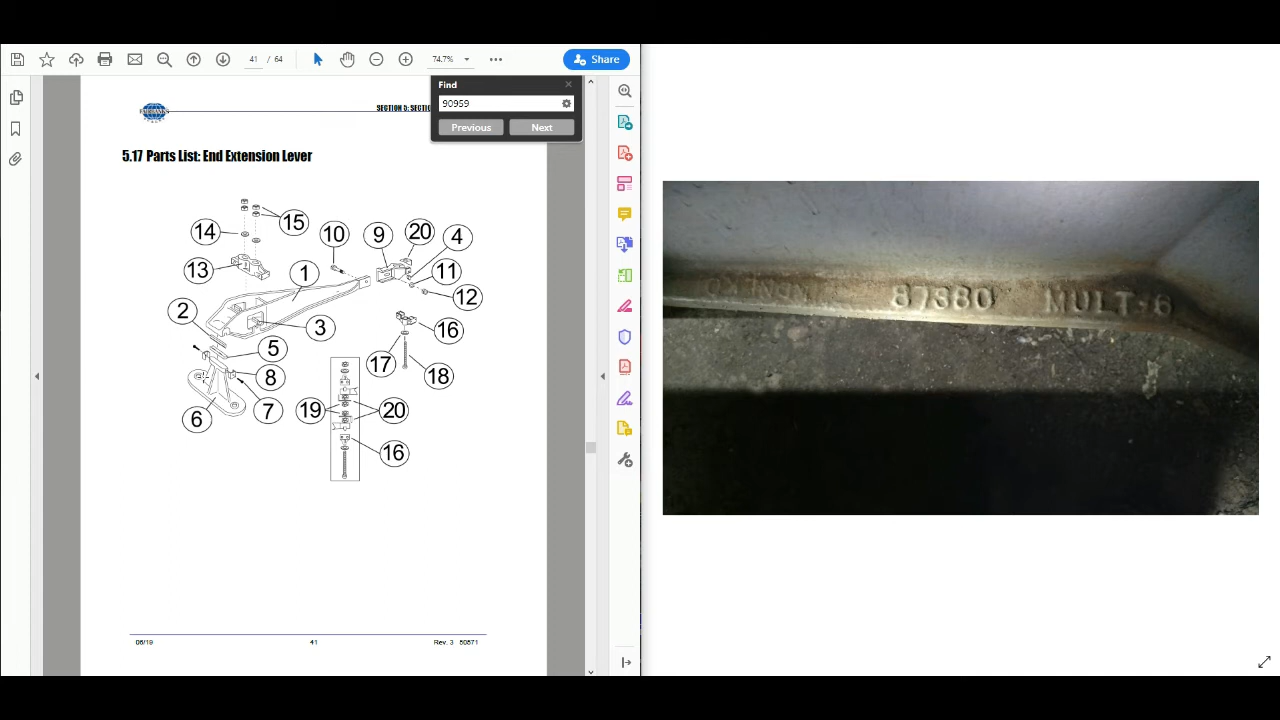 41 / 64
74.7%
Share
Find
90959
Previous
Next
SECTION 5: SECTIO
5.17 Parts List: End Extension Lever
15
14
10
9
20
4
13
1
11
12
2
3
16
5
17
8
18
7
19
20
6
16
06/19
41
Rev. 3 50871
87380 MULT-6